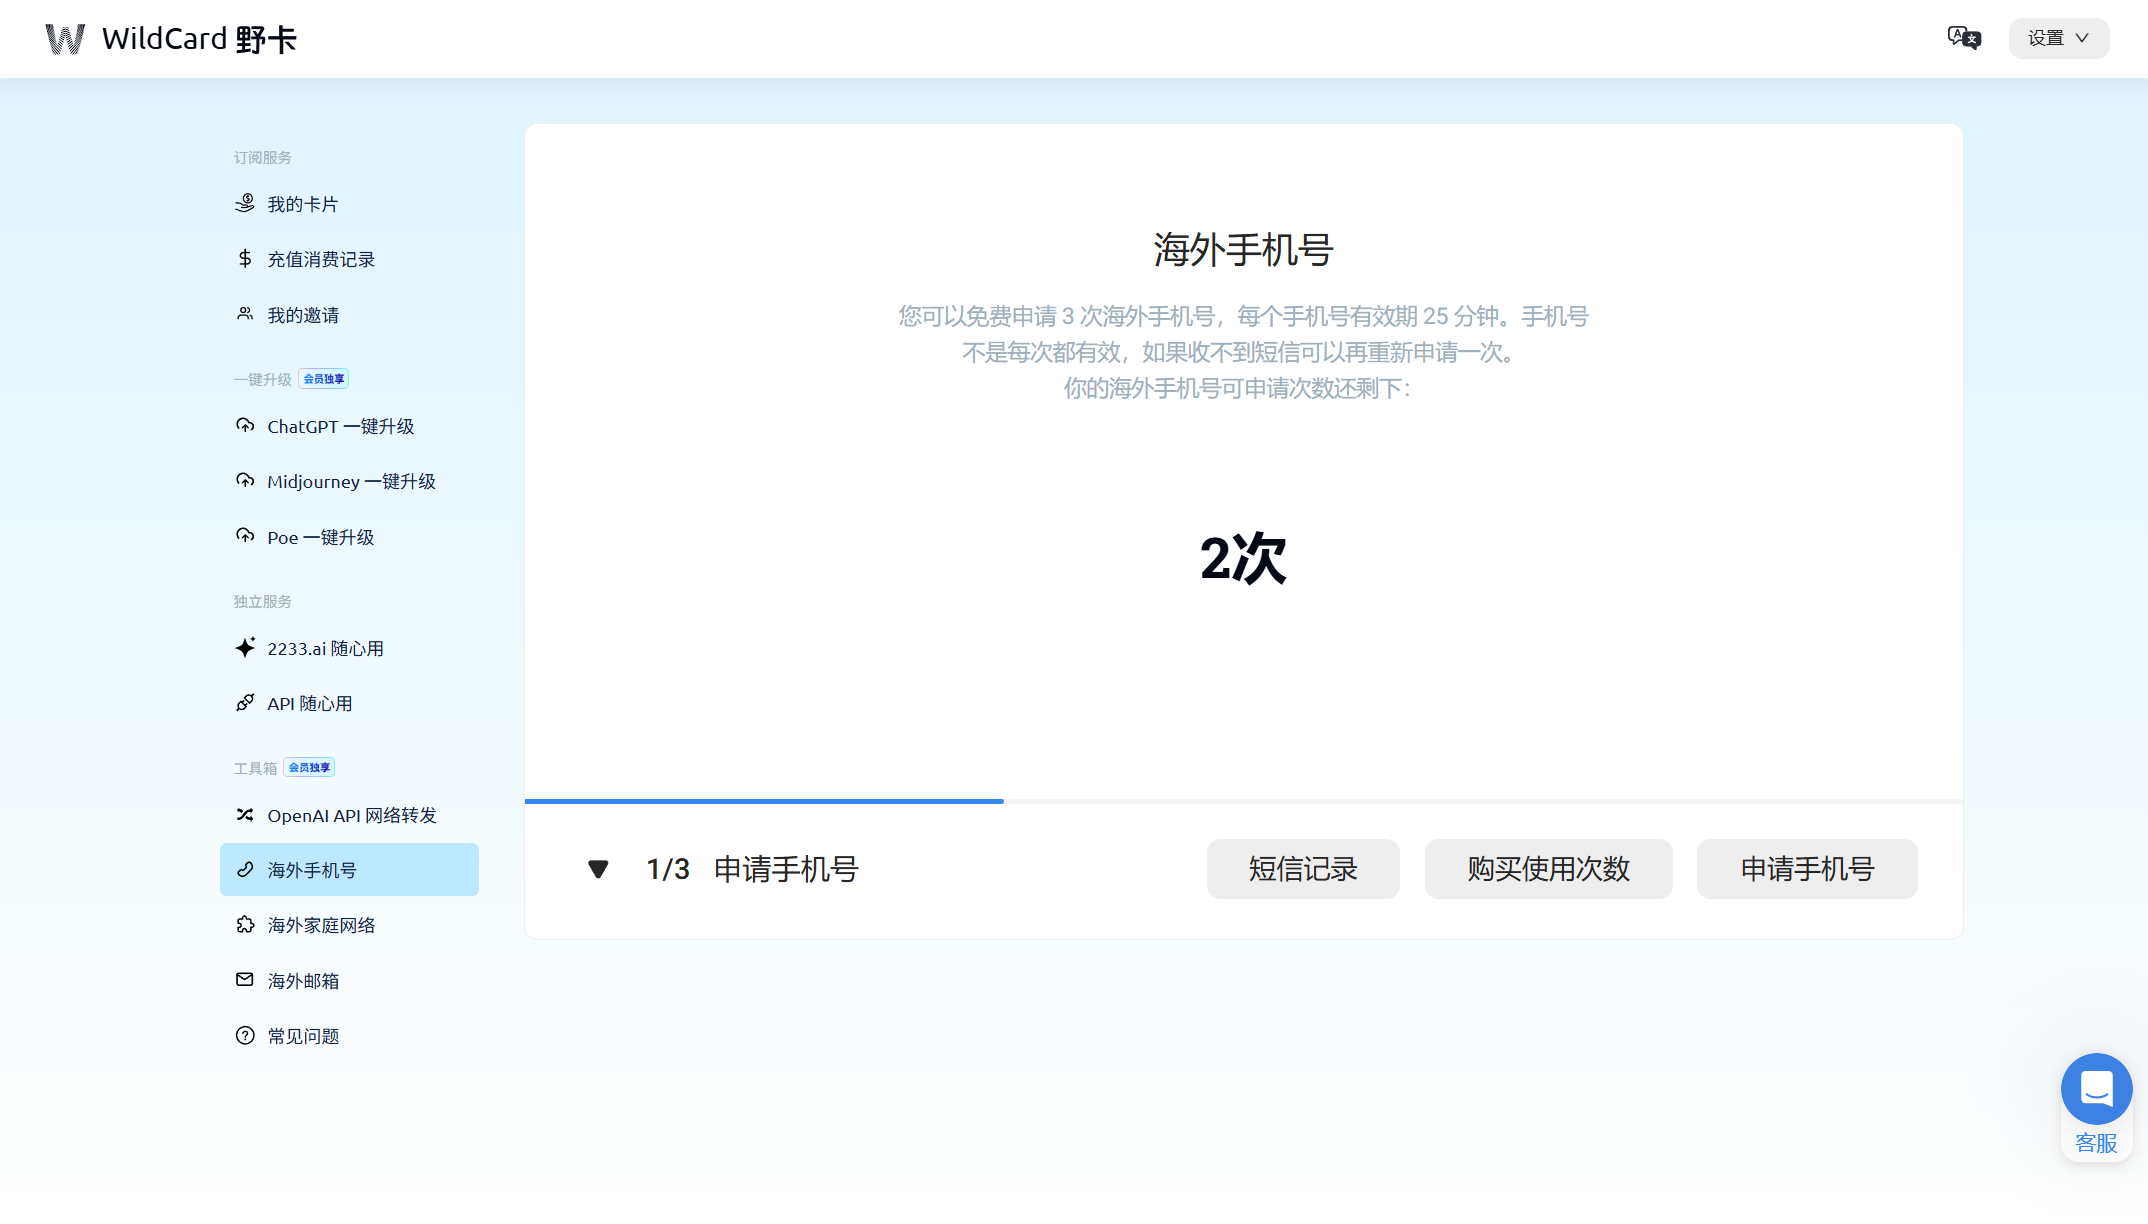 WildCard 野卡
设置
订阅服务
我的卡片
充值消费记录
我的邀请
一键升级 会员独享
ChatGPT 一键升级
Midjourney 一键升级
Poe 一键升级
独立服务
2233.ai 随心用
API 随心用
工具箱 会员独享
OpenAI API 网络转发
海外手机号
海外家庭网络
海外邮箱
常见问题
海外手机号
您可以免费申请 3 次海外手机号，每个手机号有效期 25 分钟。手机号
不是每次都有效，如果收不到短信可以再重新申请一次。
你的海外手机号可申请次数还剩下：
2次
1/3 申请手机号
短信记录
购买使用次数
申请手机号
客服